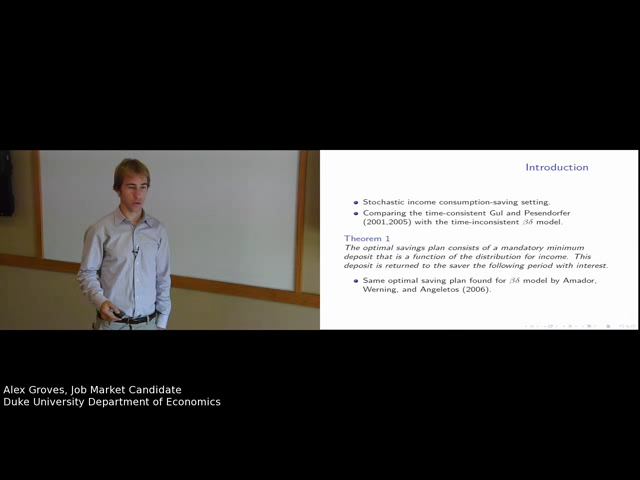 Introduction
Stochastic income consumption-saving setting.
Comparing the time-consistent Gul and Pesendorfer
(2001,2005) with the time-inconsistent βδ model.
Theorem 1
The optimal savings plan consists of a mandatory minimum
deposit that is a function of the distribution for income. This
deposit is returned to the saver the following period with interest.
Same optimal saving plan found for βδ model by Amador,
Werning, and Angeletos (2006).
Alex Groves, Job Market Candidate
Duke University Department of Economics